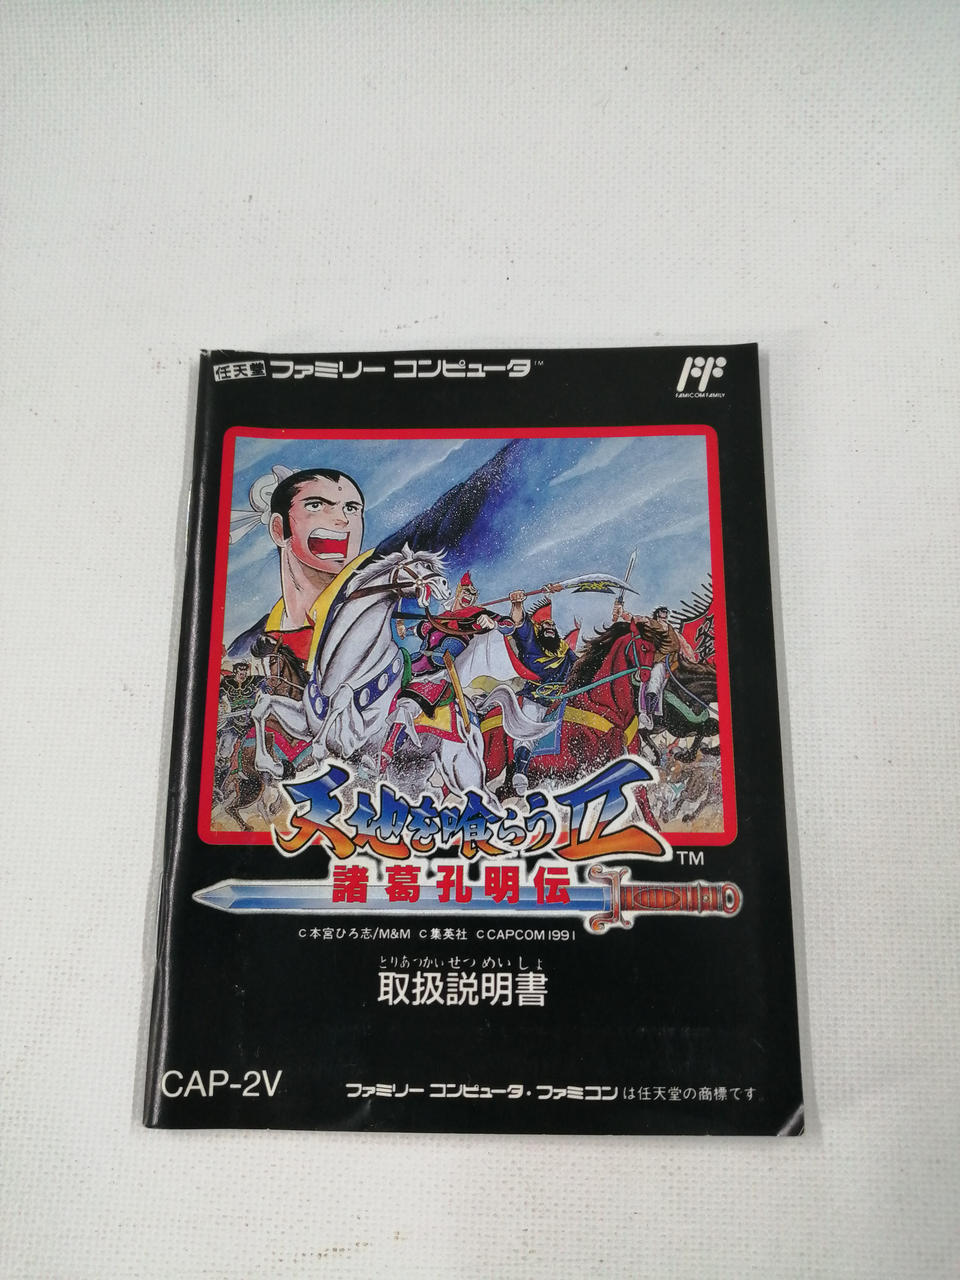 任天堂 ファミリー コンピュータ™
FAMICOM FAMILY
天地を喰らうⅡ TM
諸葛孔明伝
C本宮ひろ志/M&M C集英社 C CAPCOM 1991
とりあつかいせつめいしょ
取扱説明書
CAP-2V
ファミリー コンピュータ・ファミコンは任天堂の商標です。